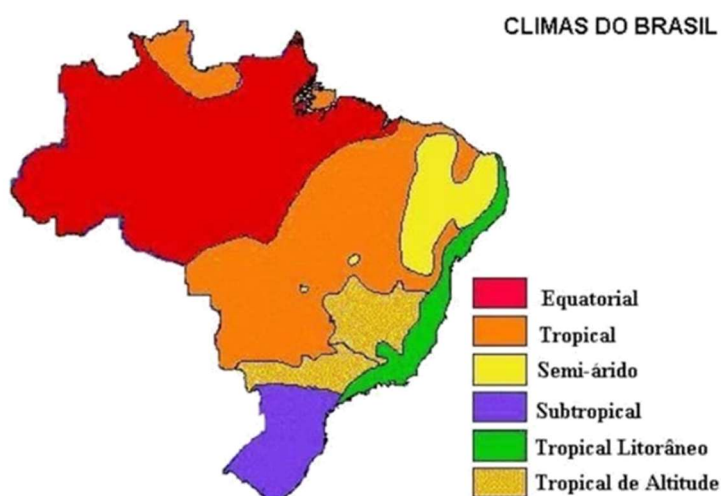 CLIMAS DO BRASIL
Equatorial
Tropical
Semi-árido
Subtropical
Tropical Litorâneo
Tropical de Altitude